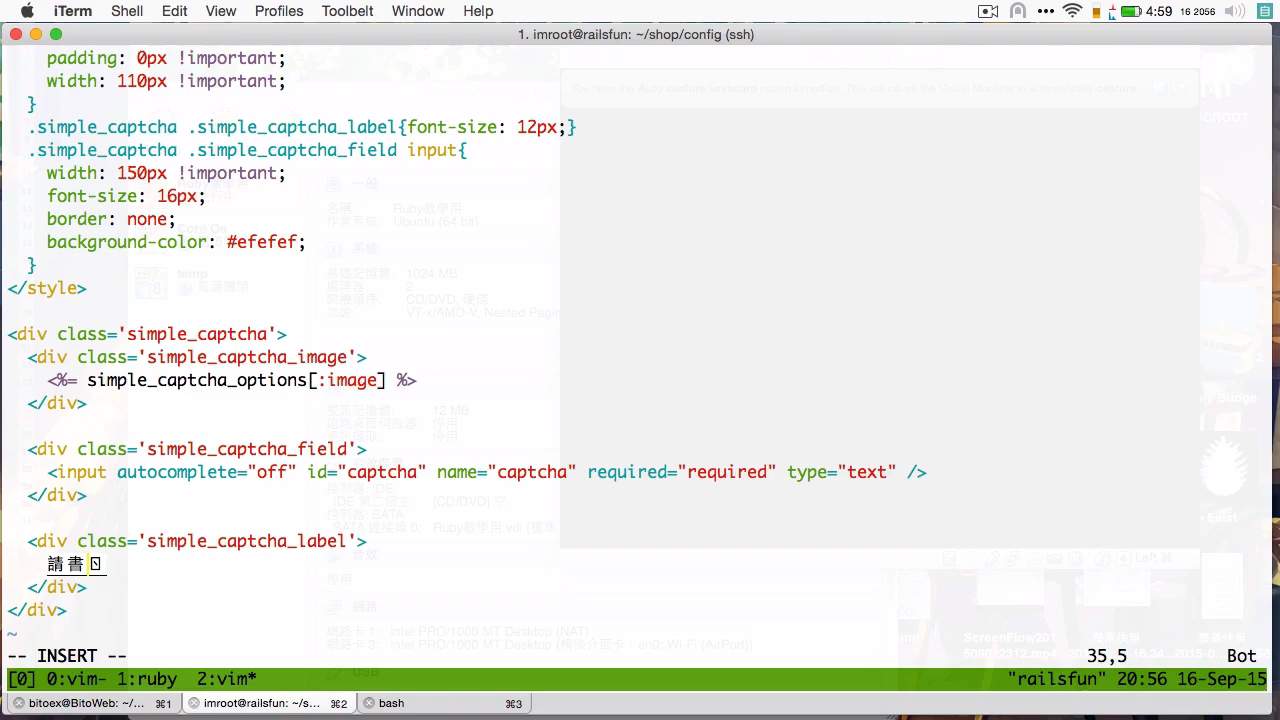 iTerm Shell Edit View Profiles Toolbelt Window Help 4:59 16 2056
1. imroot@railsfun: ~/shop/config (ssh)
padding: 0px !important;
width: 110px !important;
}
.simple_captcha .simple_captcha_label{font-size: 12px;}
.simple_captcha .simple_captcha_field input{
width: 150px !important;
font-size: 16px;
border: none;
background-color: #efefef;
}
</style>
<div class='simple_captcha'>
<div class='simple_captcha_image'>
<%= simple_captcha_options[:image] %>
</div>
<div class='simple_captcha_field'>
<input autocomplete="off" id="captcha" name="captcha" required="required" type="text" />
</div>
<div class='simple_captcha_label'>
請書ㄋ
</div>
</div>
~
-- INSERT -- 35,5 Bot
[0] 0:vim- 1:ruby 2:vim* "railsfun" 20:56 16-Sep-15
bitoex@BitoWeb: ~/... ⌘1 imroot@railsfun: ~/s... ⌘2 bash ⌘3